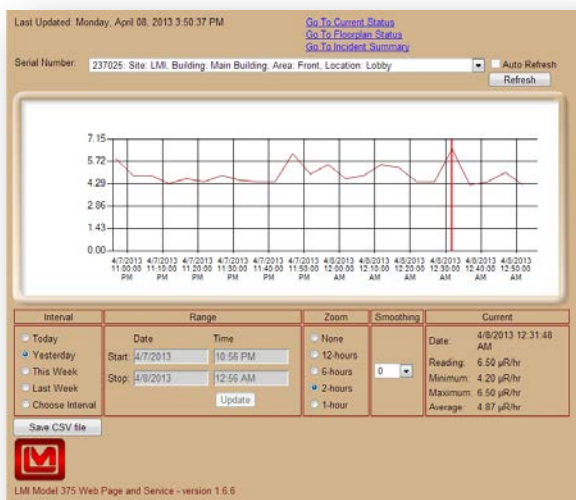 Last Updated: Monday, April 08, 2013 3:50:37 PM
Go To Current Status
Go To Floorplan Status
Go To Incident Summary
Serial Number: 237025: Site: LMI, Building: Main Building, Area: Front, Location: Lobby
Auto Refresh
Refresh
7.15
5.72
4.29
2.86
1.43
0.00
4/7/2013 4/7/2013 4/7/2013 4/7/2013 4/7/2013 4/7/2013 4/8/2013 4/8/2013 4/8/2013 4/8/2013 4/8/2013 4/8/2013
11:00:00 11:10:00 11:20:00 11:30:00 11:40:00 11:50:00 12:00:00 12:10:00 12:20:00 12:30:00 12:40:00 12:50:00
PM PM PM PM PM PM AM AM AM AM AM AM
Interval Range Zoom Smoothing Current
Today
Yesterday
This Week
Last Week
Choose Interval
Date Time
Start: 4/7/2013 10:56 PM
Stop: 4/8/2013 12:56 AM
Update
None
12-hours
6-hours
2-hours
1-hour
0
Date: 4/8/2013 12:31:48
AM
Reading: 6.50 µR/hr
Minimum: 4.20 µR/hr
Maximum: 6.50 µR/hr
Average: 4.87 µR/hr
Save CSV file
LMI Model 375 Web Page and Service - version 1.6.6